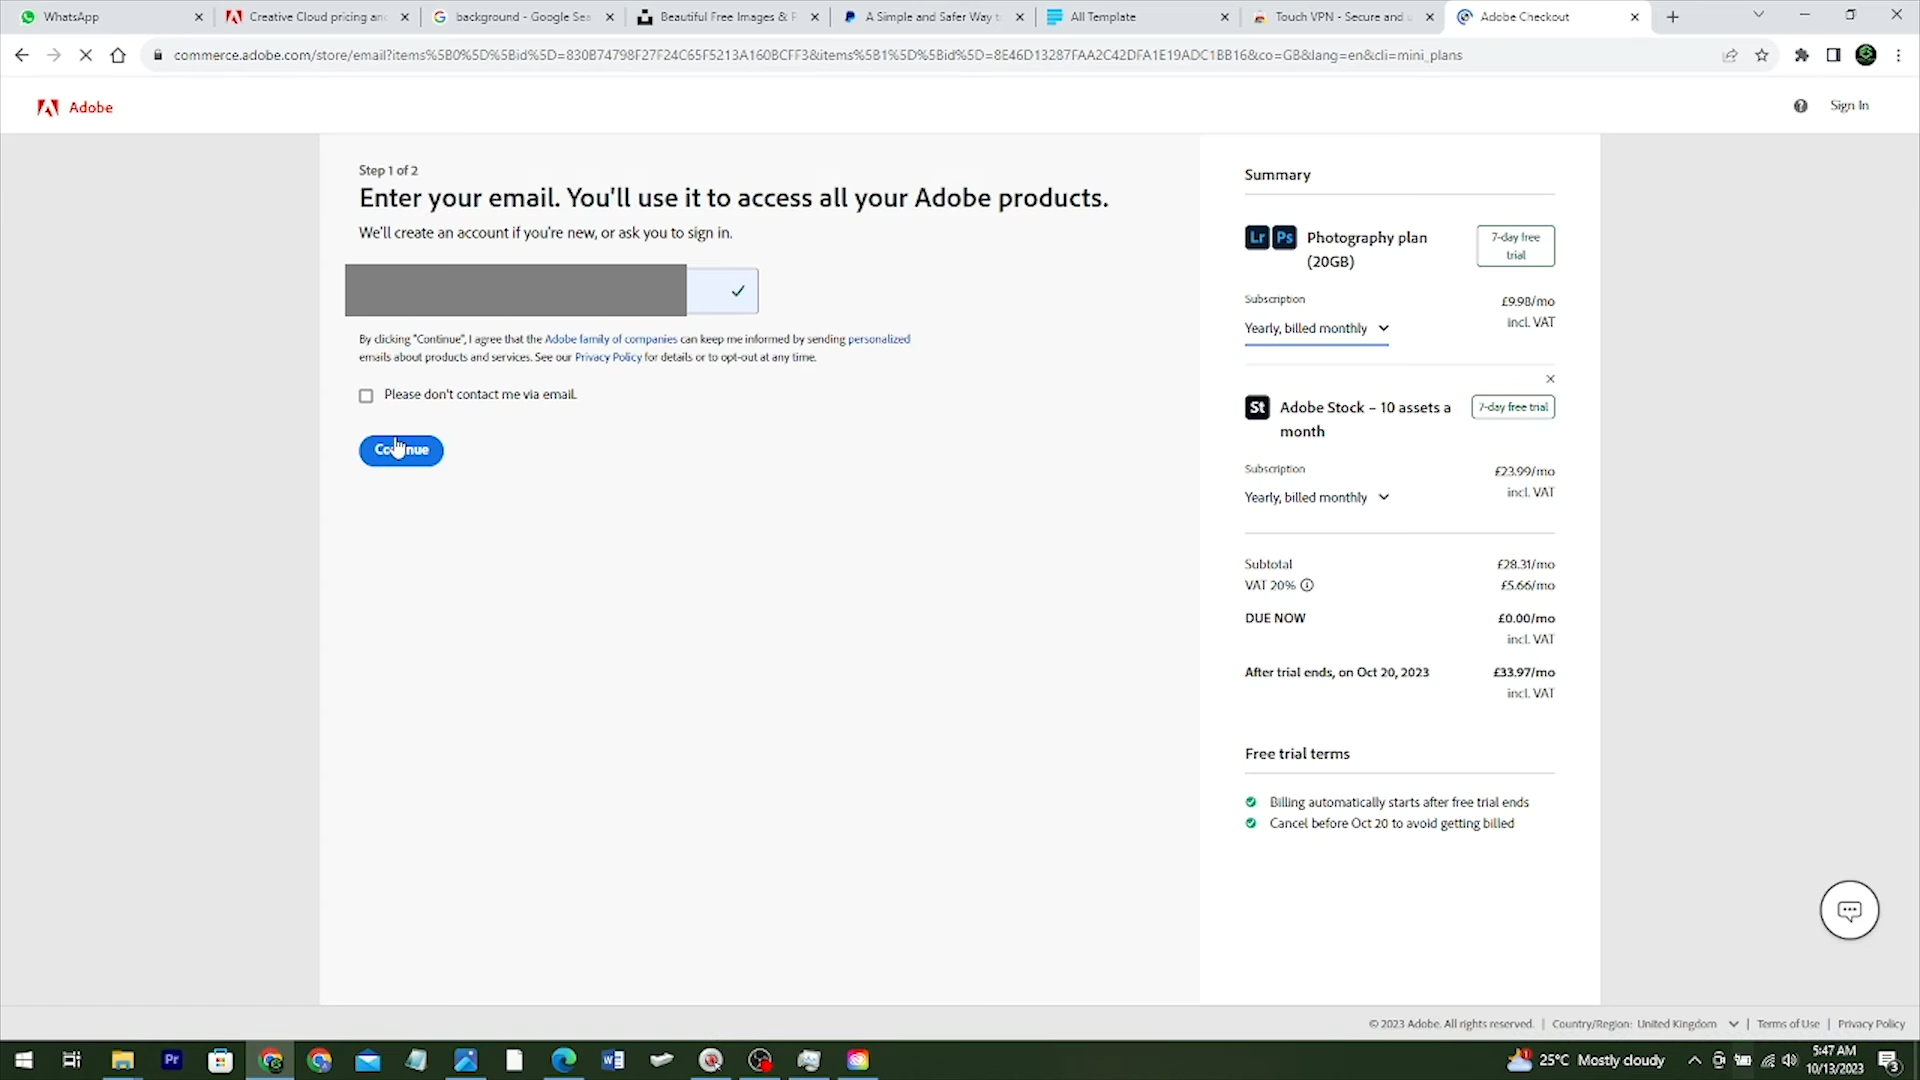 WhatsApp
Creative Cloud pricing an
background - Google Sea
Beautiful Free Images & P
A Simple and Safer Way t
All Template
Touch VPN - Secure and
Adobe Checkout
commerce.adobe.com/store/email?items%5B0%5D%5Bid%5D=830B74798F27F24C65F5213A160BCFF3&items%5B1%5D%5Bid%5D=8E46D13287FAA2C42DFA1E19ADC1BB16&co=GB&lang=en&cli=mini_plans
Adobe
Sign In
Step 1 of 2
Enter your email. You'll use it to access all your Adobe products.
We'll create an account if you're new, or ask you to sign in.
By clicking "Continue", I agree that the Adobe family of companies can keep me informed by sending personalized
emails about products and services. See our Privacy Policy for details or to opt-out at any time.
Please don't contact me via email.
Continue
Summary
Lr Ps Photography plan
(20GB)
7-day free
trial
Subscription
£9.98/mo
incl. VAT
Yearly, billed monthly
St Adobe Stock – 10 assets a
month
7-day free trial
Subscription
£23.99/mo
incl. VAT
Yearly, billed monthly
Subtotal £28.31/mo
VAT 20% £5.66/mo
DUE NOW £0.00/mo
incl. VAT
After trial ends, on Oct 20, 2023 £33.97/mo
incl. VAT
Free trial terms
Billing automatically starts after free trial ends
Cancel before Oct 20 to avoid getting billed
© 2023 Adobe. All rights reserved. | Country/Region: United Kingdom | Terms of Use | Privacy Policy
Pr
25°C Mostly cloudy
5:47 AM
10/13/2023
3